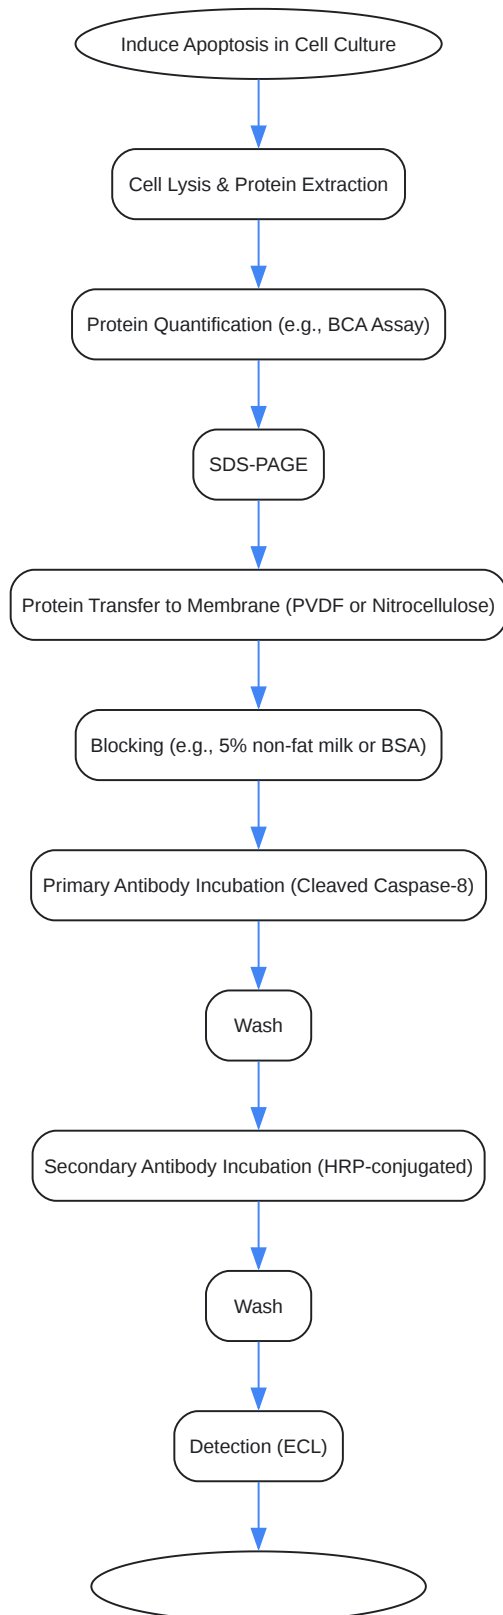 Induce Apoptosis in Cell Culture
Cell Lysis & Protein Extraction
Protein Quantification (e.g., BCA Assay)
SDS-PAGE
Protein Transfer to Membrane (PVDF or Nitrocellulose)
Blocking (e.g., 5% non-fat milk or BSA)
Primary Antibody Incubation (Cleaved Caspase-8)
Wash
Secondary Antibody Incubation (HRP-conjugated)
Wash
Detection (ECL)